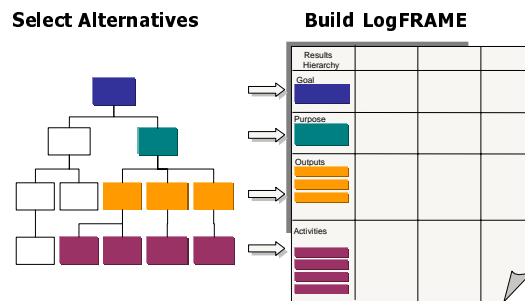 Select Alternatives
Build LogFRAME
Results
Hierarchy
Goal
Purpose
Outputs
Activities